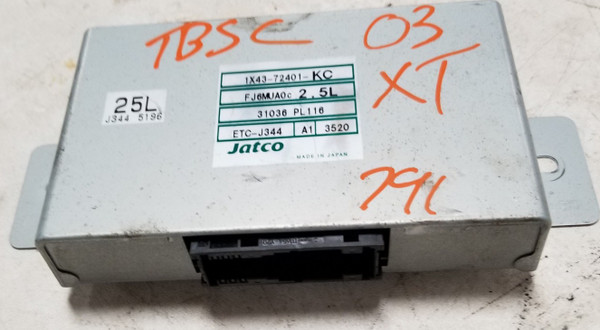 TBSC 03
XT
1X43-72401-KC
FJ6MUA0c 2.5L
31036 PL116
ETC-J344 A1 3520
Jatco
MADE IN JAPAN
25L
J344 5196
791